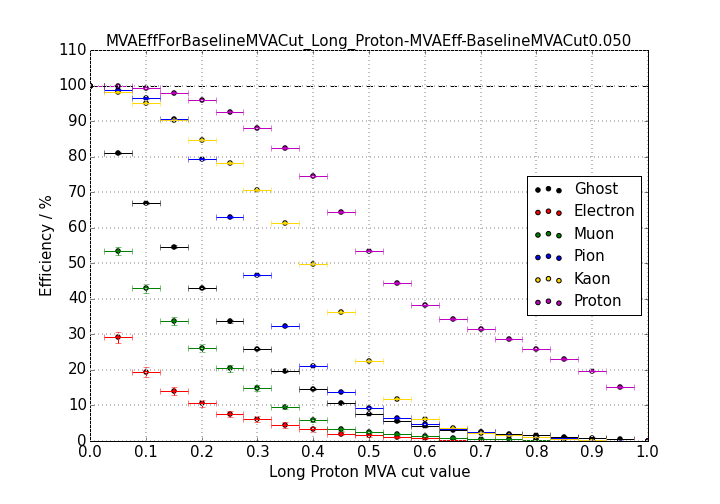 MVAEffForBaselineMVACut_Long_Proton-MVAEff-BaselineMVACut0.050
110
100
90
80
70
60
50
40
30
20
10
0
Efficiency / %
Ghost
Electron
Muon
Pion
Kaon
Proton
0.0 0.1 0.2 0.3 0.4 0.5 0.6 0.7 0.8 0.9 1.0
Long Proton MVA cut value